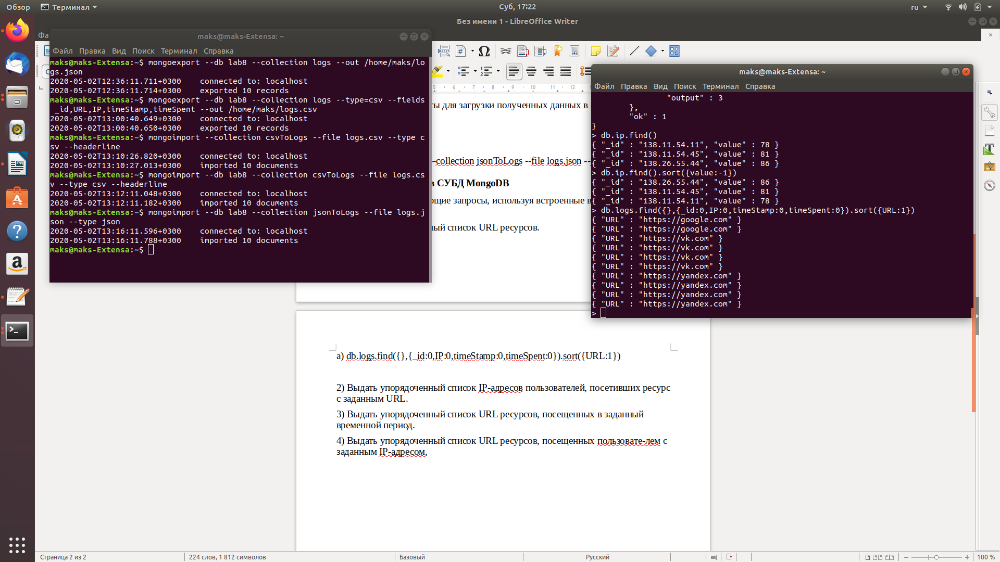 Обзор
Терминал
Суб, 17:22
ru
Без имени 1 - LibreOffice Writer
Фа
maks@maks-Extensa: ~
Файл Правка Вид Поиск Терминал Справка
maks@maks-Extensa:~$ mongoexport --db lab8 --collection logs --out /home/maks/lo
gs.json
2020-05-02T12:36:11.711+0300    connected to: localhost
2020-05-02T12:36:11.714+0300    exported 10 records
maks@maks-Extensa:~$ mongoexport --db lab8 --collection logs --type=csv --fields
 _id,URL,IP,timeStamp,timeSpent --out /home/maks/logs.csv
2020-05-02T13:00:40.649+0300    connected to: localhost
2020-05-02T13:00:40.650+0300    exported 10 records
maks@maks-Extensa:~$ mongoimport --collection csvToLogs --file logs.csv --type c
sv --headerline
2020-05-02T13:10:26.820+0300    connected to: localhost
2020-05-02T13:10:27.013+0300    imported 10 documents
maks@maks-Extensa:~$ mongoimport --db lab8 --collection csvToLogs --file logs.cs
v --type csv --headerline
2020-05-02T13:12:11.048+0300    connected to: localhost
2020-05-02T13:12:11.182+0300    imported 10 documents
maks@maks-Extensa:~$ mongoimport --db lab8 --collection jsonToLogs --file logs.j
son --type json
2020-05-02T13:16:11.596+0300    connected to: localhost
2020-05-02T13:16:11.788+0300    imported 10 documents
maks@maks-Extensa:~$
5 6 7 8 9 10 11 12
ы для загрузки полученных данных в
--collection jsonToLogs --file logs.json --
в СУБД MongoDB
ющие запросы, используя встроенные в
ый список URL ресурсов.
maks@maks-Extensa: ~
Файл Правка Вид Поиск Терминал Справка
"output" : 3
},
"ok" : 1
}
> db.ip.find()
{ "_id" : "138.11.54.11", "value" : 78 }
{ "_id" : "138.11.54.45", "value" : 81 }
{ "_id" : "138.26.55.44", "value" : 86 }
> db.ip.find().sort({value:-1})
{ "_id" : "138.26.55.44", "value" : 86 }
{ "_id" : "138.11.54.45", "value" : 81 }
{ "_id" : "138.11.54.11", "value" : 78 }
> db.logs.find({},{_id:0,IP:0,timeStamp:0,timeSpent:0}).sort({URL:1})
{ "URL" : "https://google.com" }
{ "URL" : "https://google.com" }
{ "URL" : "https://vk.com" }
{ "URL" : "https://vk.com" }
{ "URL" : "https://vk.com" }
{ "URL" : "https://vk.com" }
{ "URL" : "https://yandex.com" }
{ "URL" : "https://yandex.com" }
{ "URL" : "https://yandex.com" }
{ "URL" : "https://yandex.com" }
>
а) db.logs.find({},{_id:0,IP:0,timeStamp:0,timeSpent:0}).sort({URL:1})
2) Выдать упорядоченный список IP-адресов пользователей, посетивших ресурс
с заданным URL.
3) Выдать упорядоченный список URL ресурсов, посещенных в заданный
временной период.
4) Выдать упорядоченный список URL ресурсов, посещенных пользовате-лем с
заданным IP-адресом.
Страница 2 из 2
224 слов, 1 812 символов
Базовый
Русский
100 %